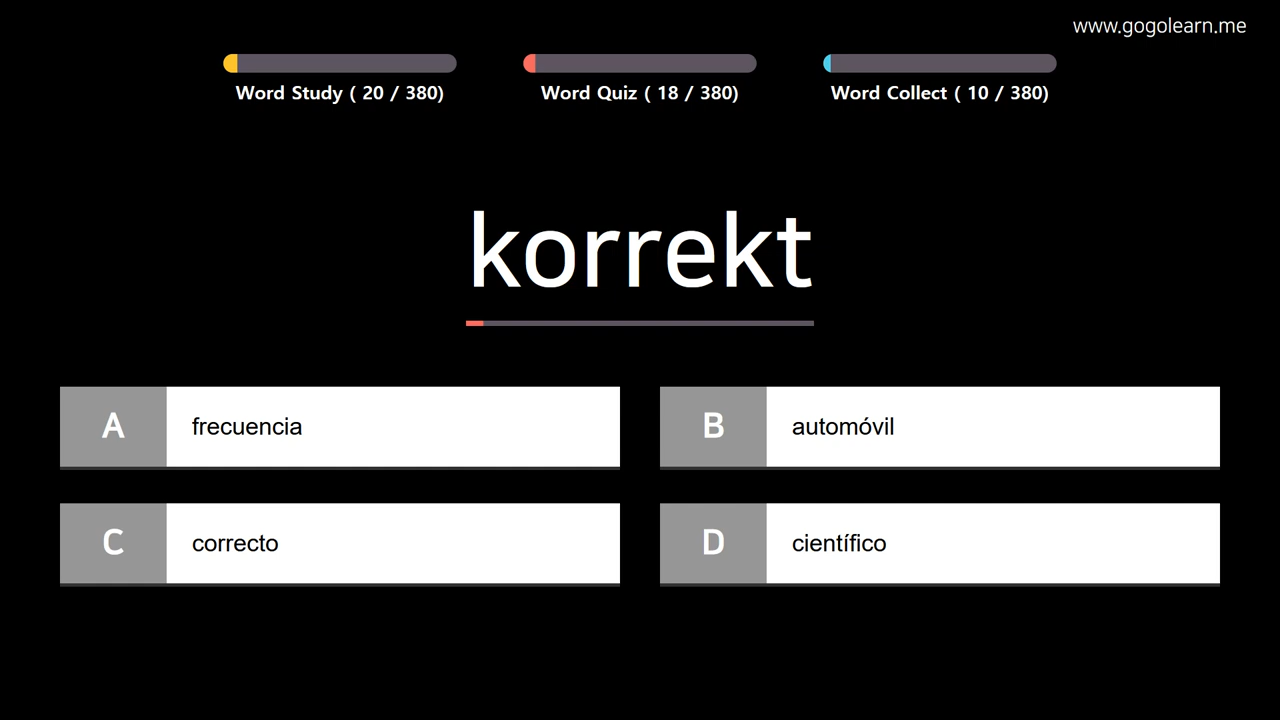 www.gogolearn.me
Word Study ( 20 / 380)
Word Quiz ( 18 / 380)
Word Collect ( 10 / 380)
korrekt
A
frecuencia
B
automóvil
C
correcto
D
científico